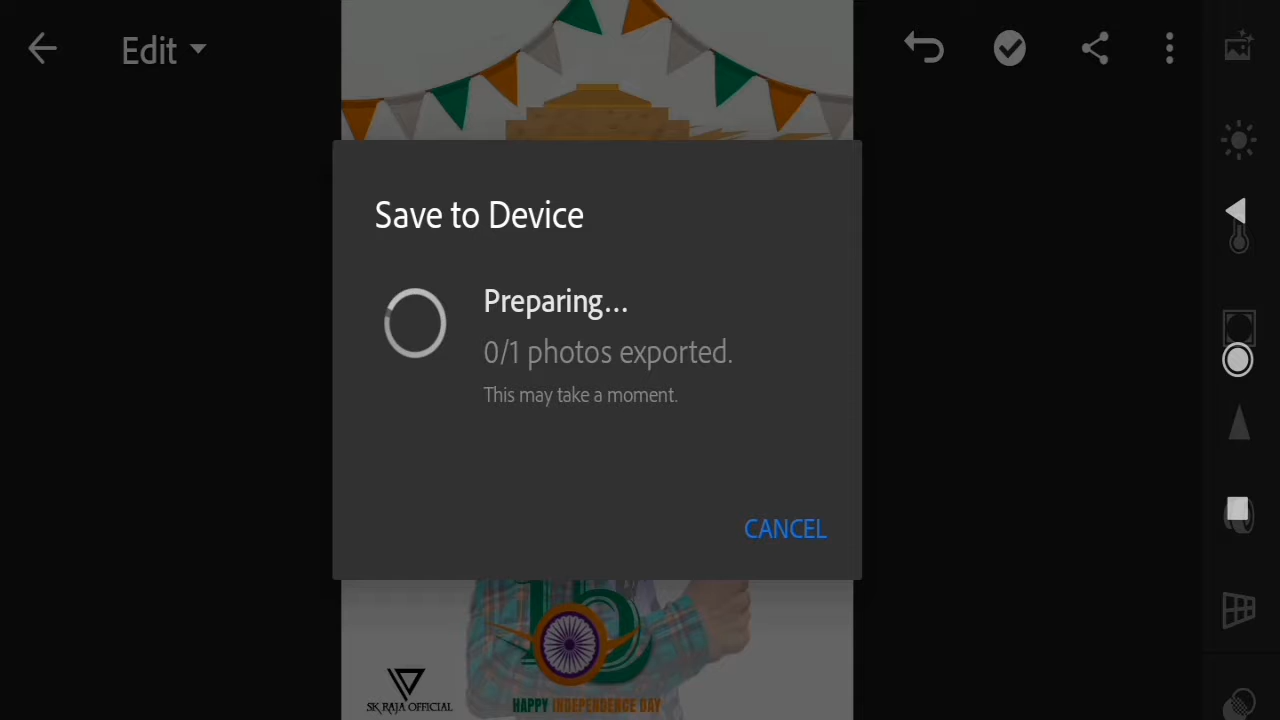 Edit
Save to Device
Preparing...
0/1 photos exported.
This may take a moment.
CANCEL
15
SK RAJA OFFICIAL
HAPPY INDEPENDENCE DAY